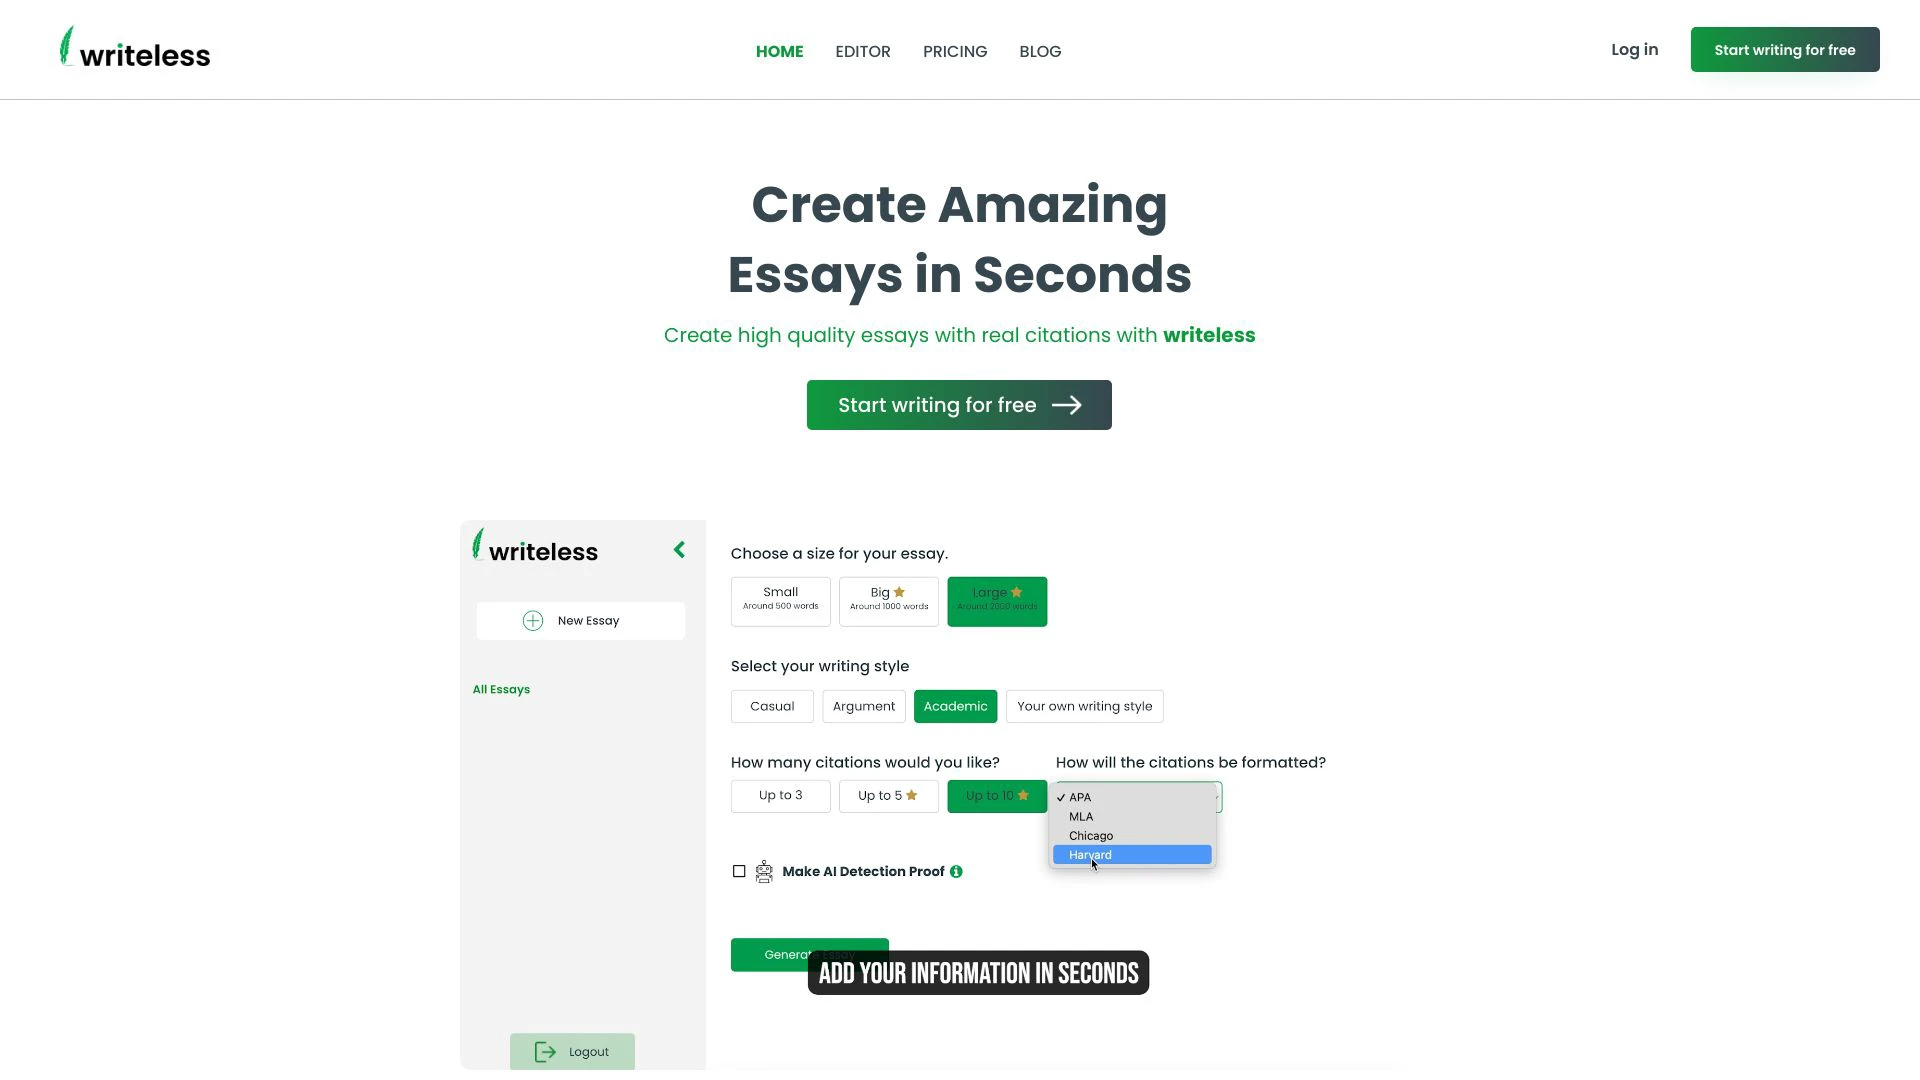 writeless
HOME
EDITOR
PRICING
BLOG
Log in
Start writing for free
Create Amazing
Essays in Seconds
Create high quality essays with real citations with writeless
Start writing for free
writeless
New Essay
All Essays
Logout
Choose a size for your essay.
Small
Around 500 words
Big
Around 1000 words
Large
Around 2000 words
Select your writing style
Casual
Argument
Academic
Your own writing style
How many citations would you like?
Up to 3
Up to 5
Up to 10
How will the citations be formatted?
APA
MLA
Chicago
Harvard
Make AI Detection Proof
Generate Essay
ADD YOUR INFORMATION IN SECONDS